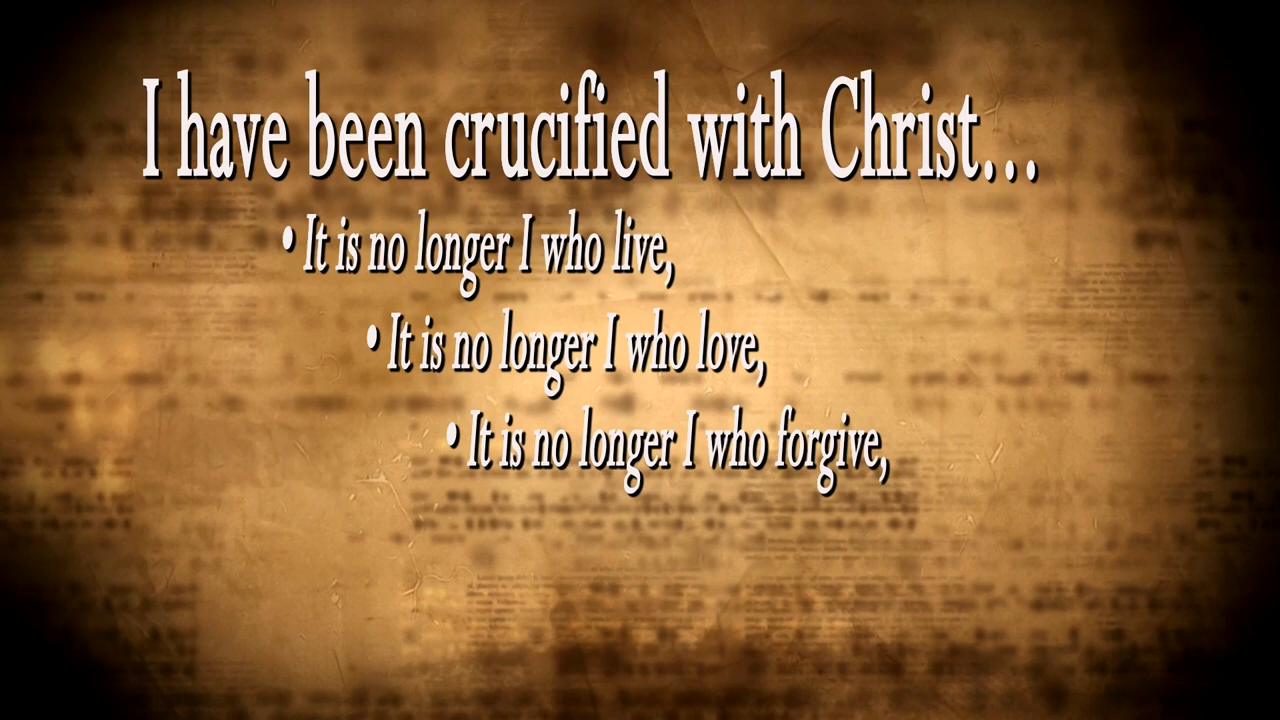 I have been crucified with Christ…
• It is no longer I who live,
• It is no longer I who love,
• It is no longer I who forgive,